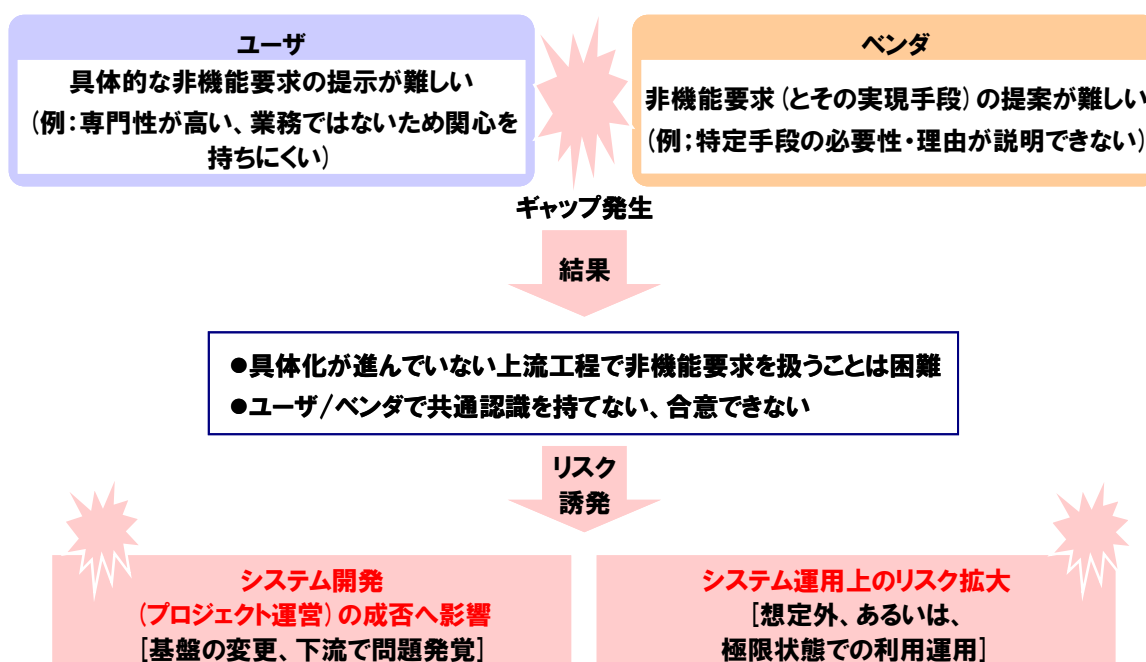 ユーザ
具体的な非機能要求の提示が難しい
(例:専門性が高い、業務ではないため関心を
持ちにくい)
ベンダ
非機能要求(とその実現手段)の提案が難しい
(例;特定手段の必要性・理由が説明できない)
ギャップ発生
結果
●具体化が進んでいない上流工程で非機能要求を扱うことは困難
●ユーザ/ベンダで共通認識を持てない、合意できない
リスク
誘発
システム開発
(プロジェクト運営)の成否へ影響
[基盤の変更、下流で問題発覚]
システム運用上のリスク拡大
[想定外、あるいは、
極限状態での利用運用]